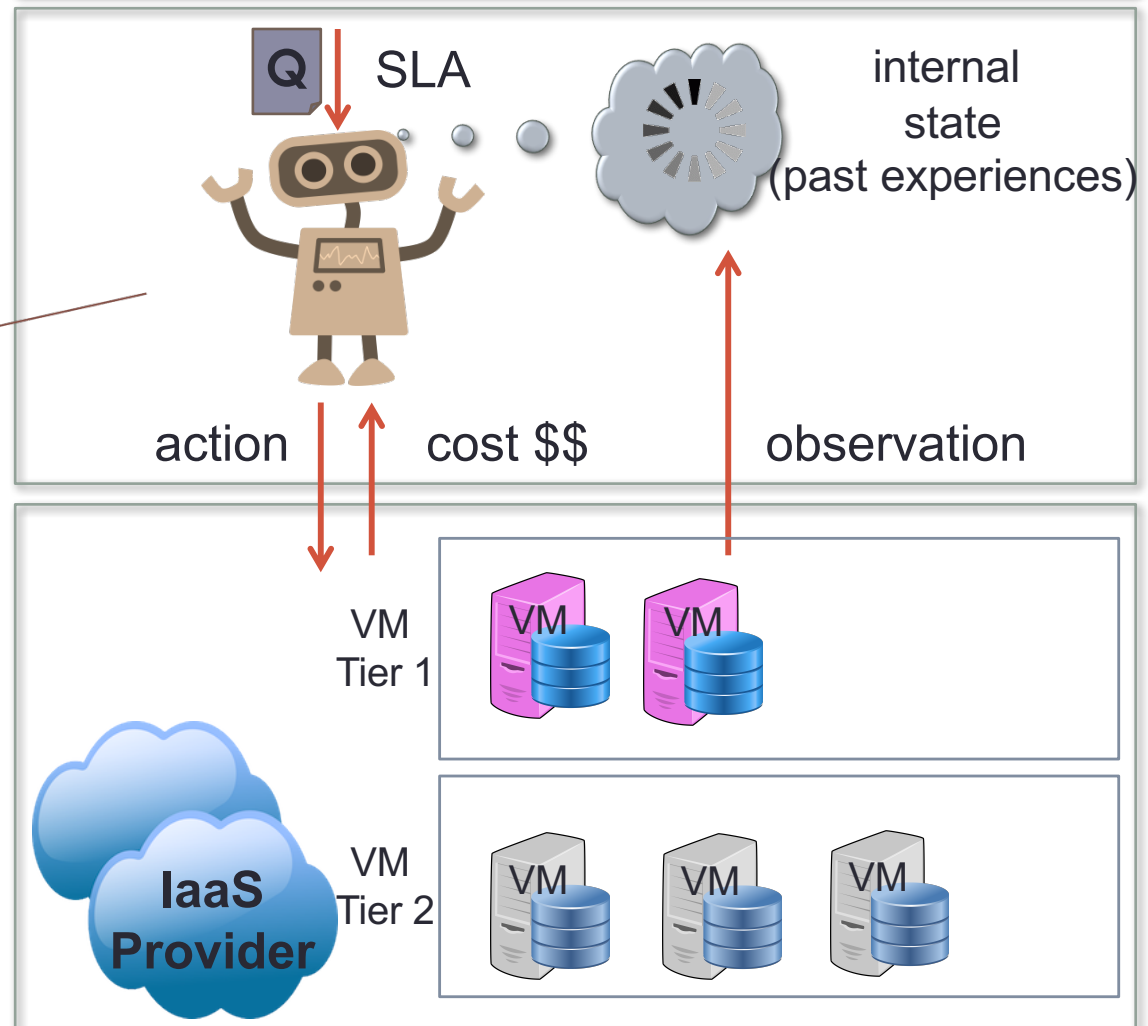 Q
SLA
internal
state
(past experiences)
action
cost $$
observation
VM
Tier 1
VM
VM
VM
Tier 2
VM
VM
VM
IaaS
Provider